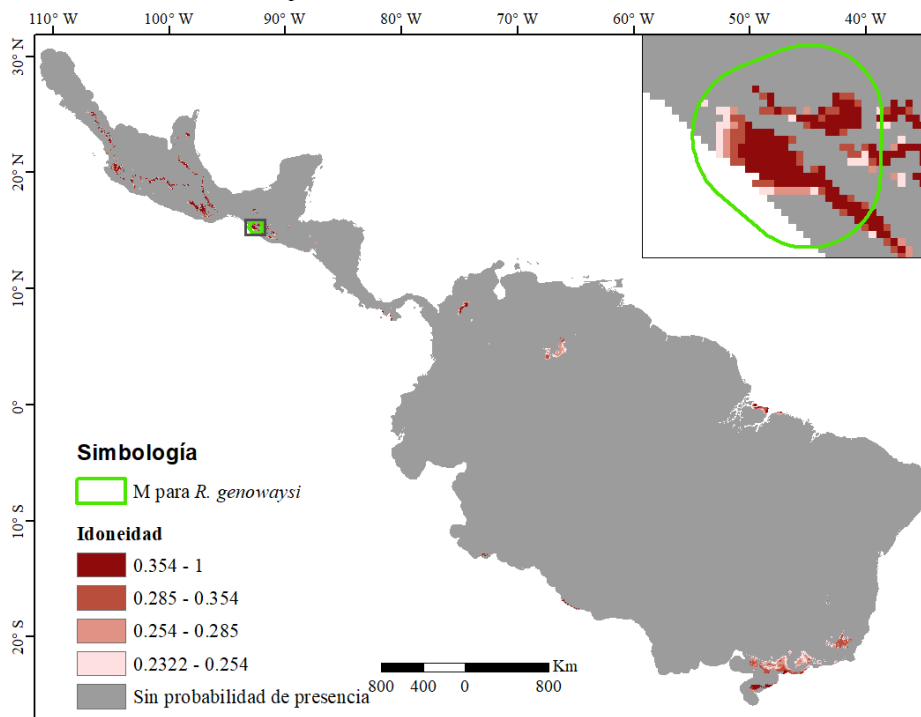 110° W 100° W 90° W 80° W 70° W 60° W 50° W 40° W
30° N
20° N
10° N
0°
10° S
20° S
Simbología
M para R. genowaysi
Idoneidad
0.354 - 1
0.285 - 0.354
0.254 - 0.285
0.2322 - 0.254
Sin probabilidad de presencia
Km
800 400 0 800